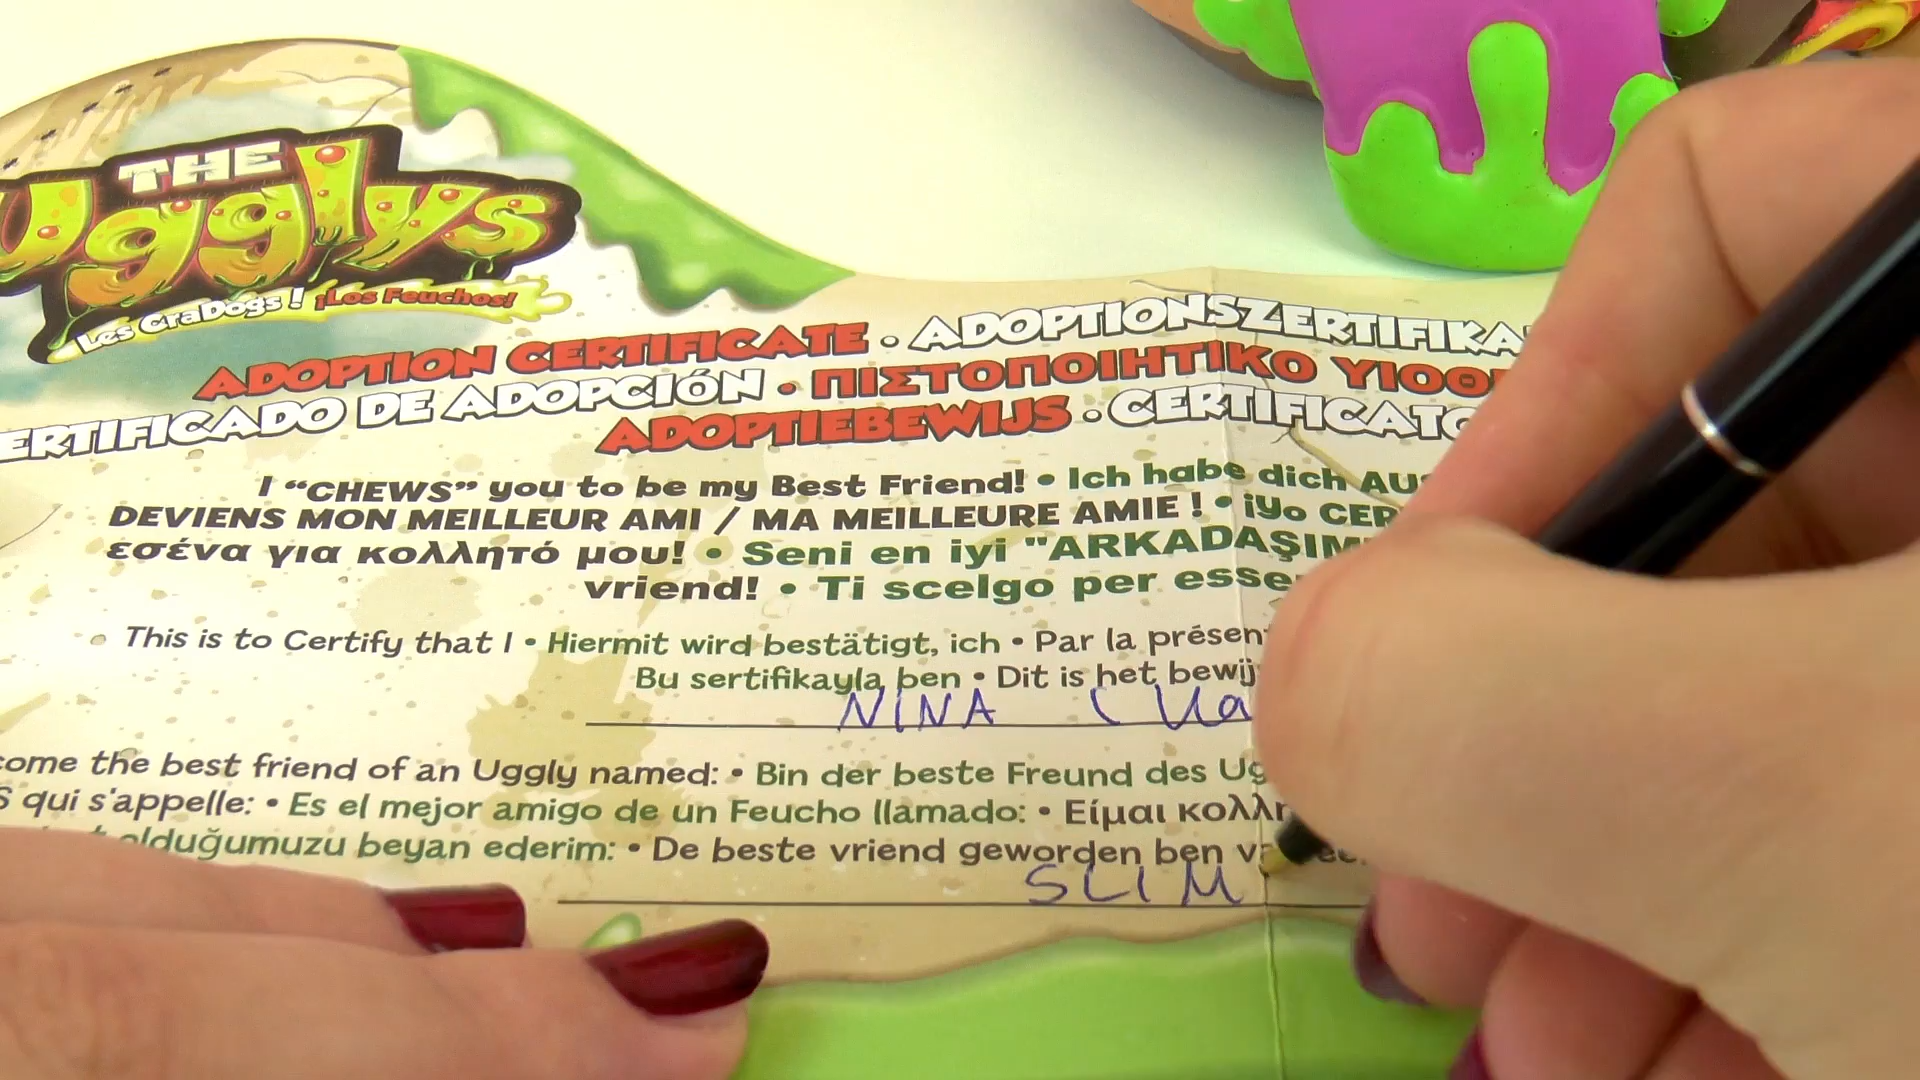 THE
Ugglys
Les CraDogs ! ¡Los Feuchos!
ADOPTION CERTIFICATE • ADOPTIONSZERTIFIKA
ERTIFICADO DE ADOPCIÓN • ΠΙΣΤΟΠΟΙΗΤΙΚΟ ΥΙΟΘ
ADOPTIEBEWIJS • CERTIFICATO
I “CHEWS” you to be my Best Friend! • Ich habe dich AU
DEVIENS MON MEILLEUR AMI / MA MEILLEURE AMIE ! • ¡Yo CER
εσένα για κολλητό μου! • Seni en iyi "ARKADAŞIM
vriend! • Ti scelgo per esse
This is to Certify that I • Hiermit wird bestätigt, ich • Par la présen
Bu sertifikayla ben • Dit is het bewij
NINA
come the best friend of an Uggly named: • Bin der beste Freund des Ug
S qui s'appelle: • Es el mejor amigo de un Feucho llamado: • Είμαι κολλη
olduğumuzu beyan ederim: • De beste vriend geworden ben v
SLIM